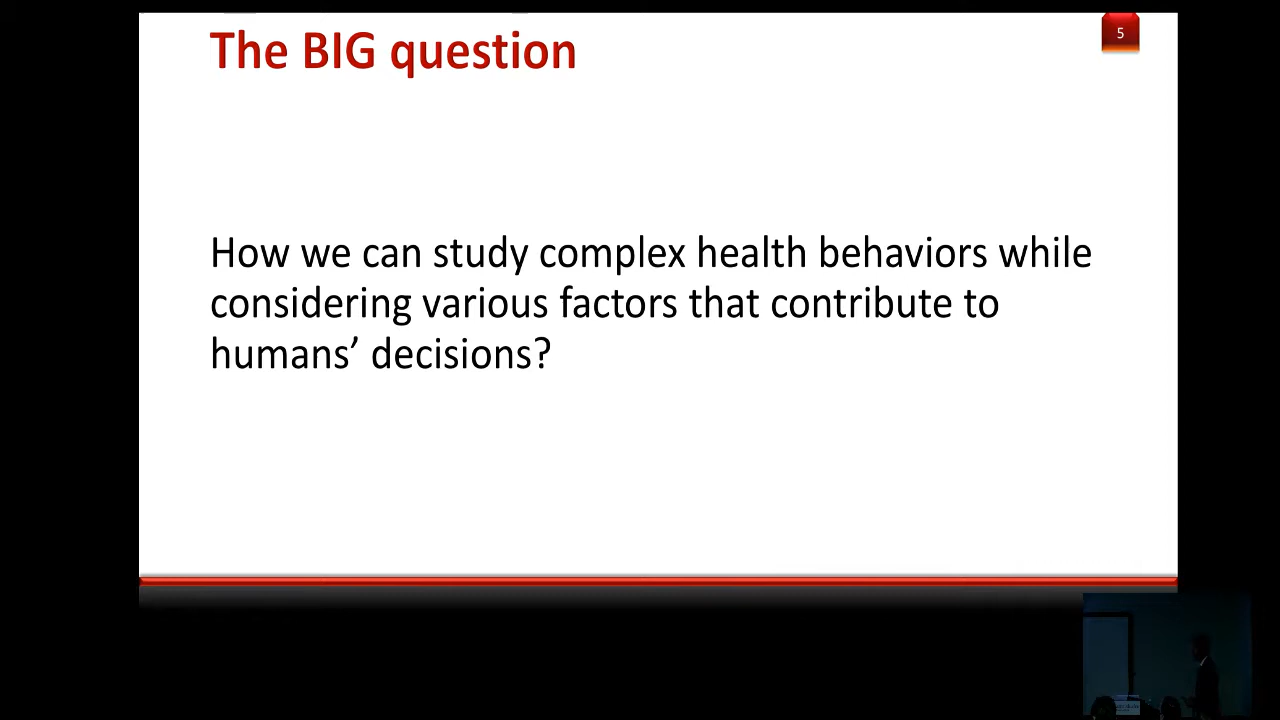 The BIG question
5
How we can study complex health behaviors while
considering various factors that contribute to
humans’ decisions?